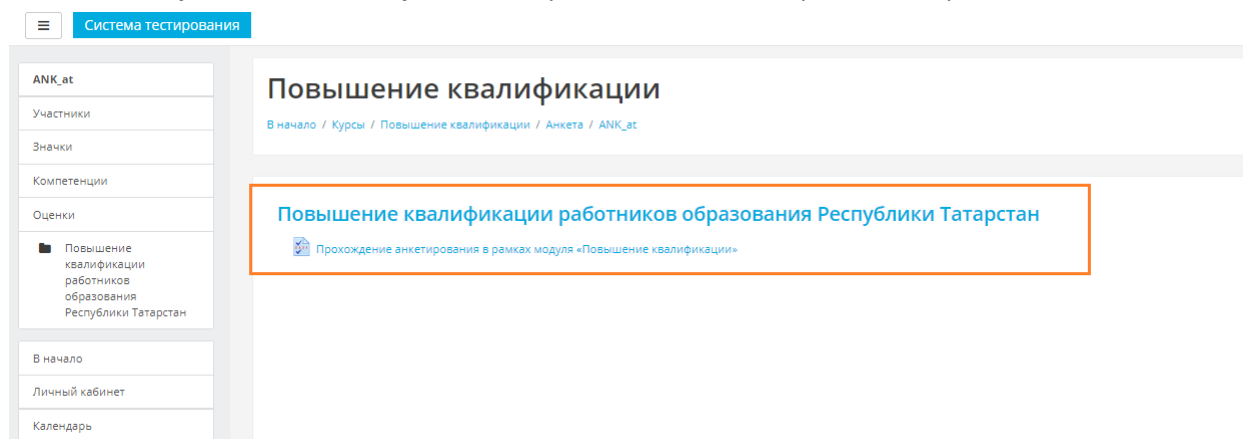 Система тестирования
ANK_at
Участники
Значки
Компетенции
Оценки
Повышение
квалификации
работников
образования
Республики Татарстан
В начало
Личный кабинет
Календарь
Повышение квалификации
В начало / Курсы / Повышение квалификации / Анкета / ANK_at
Повышение квалификации работников образования Республики Татарстан
Прохождение анкетирования в рамках модуля «Повышение квалификации»